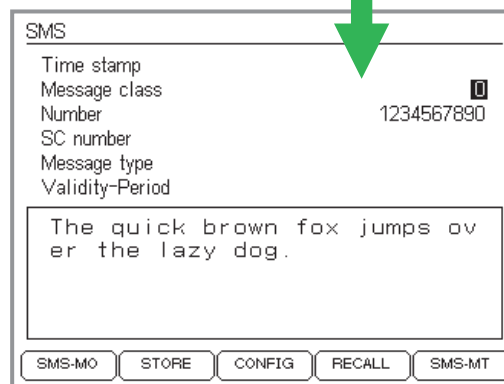 SMS
Time stamp
Message class 0
Number 1234567890
SC number
Message type
Validity-Period
The quick brown fox jumps ov
er the lazy dog.
SMS-MO STORE CONFIG RECALL SMS-MT